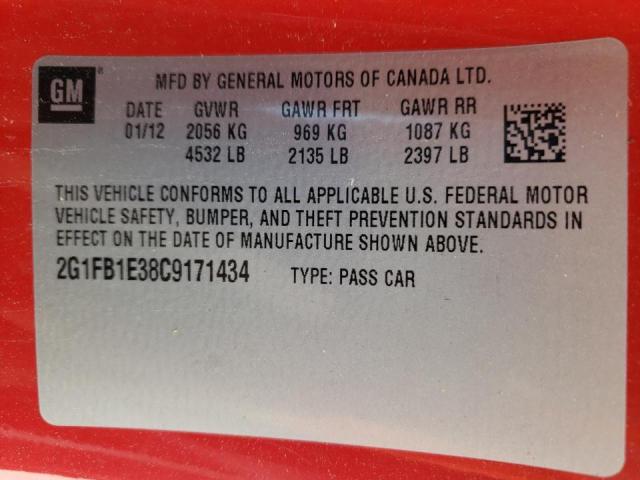 GM ®
MFD BY GENERAL MOTORS OF CANADA LTD.
DATE GVWR GAWR FRT GAWR RR
01/12 2056 KG 969 KG 1087 KG
4532 LB 2135 LB 2397 LB
THIS VEHICLE CONFORMS TO ALL APPLICABLE U.S. FEDERAL MOTOR
VEHICLE SAFETY, BUMPER, AND THEFT PREVENTION STANDARDS IN
EFFECT ON THE DATE OF MANUFACTURE SHOWN ABOVE.
2G1FB1E38C9171434 TYPE: PASS CAR